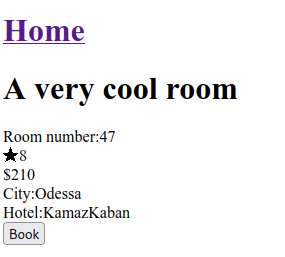 Home
A very cool room
Room number:47
★8
$210
City:Odessa
Hotel:KamazKaban
Book